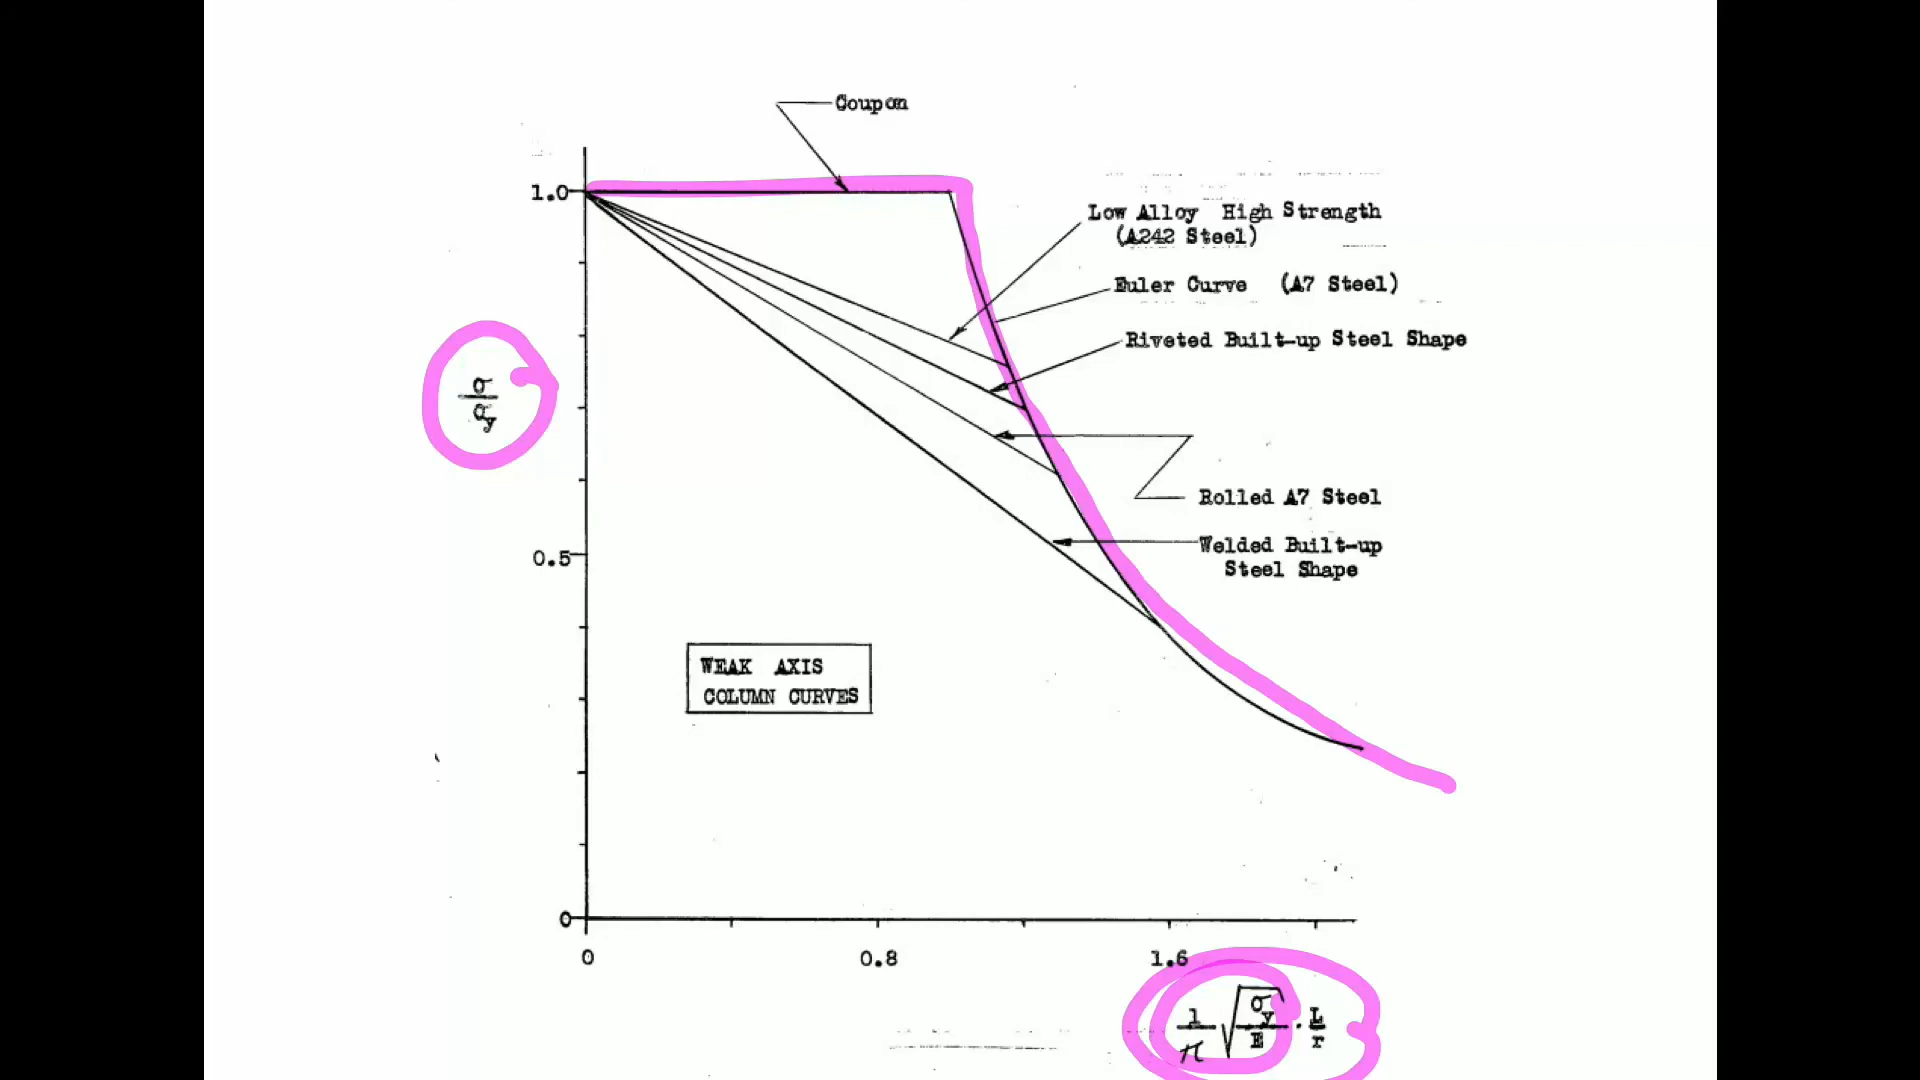 Coupon
1.0
Low Alloy High Strength
(A242 Steel)
Euler Curve (A7 Steel)
Riveted Built-up Steel Shape
σ
σy
Rolled A7 Steel
Welded Built-up
Steel Shape
0.5
WEAK AXIS
COLUMN CURVES
0
0 0.8 1.6
1/π √(σy/E) · L/r